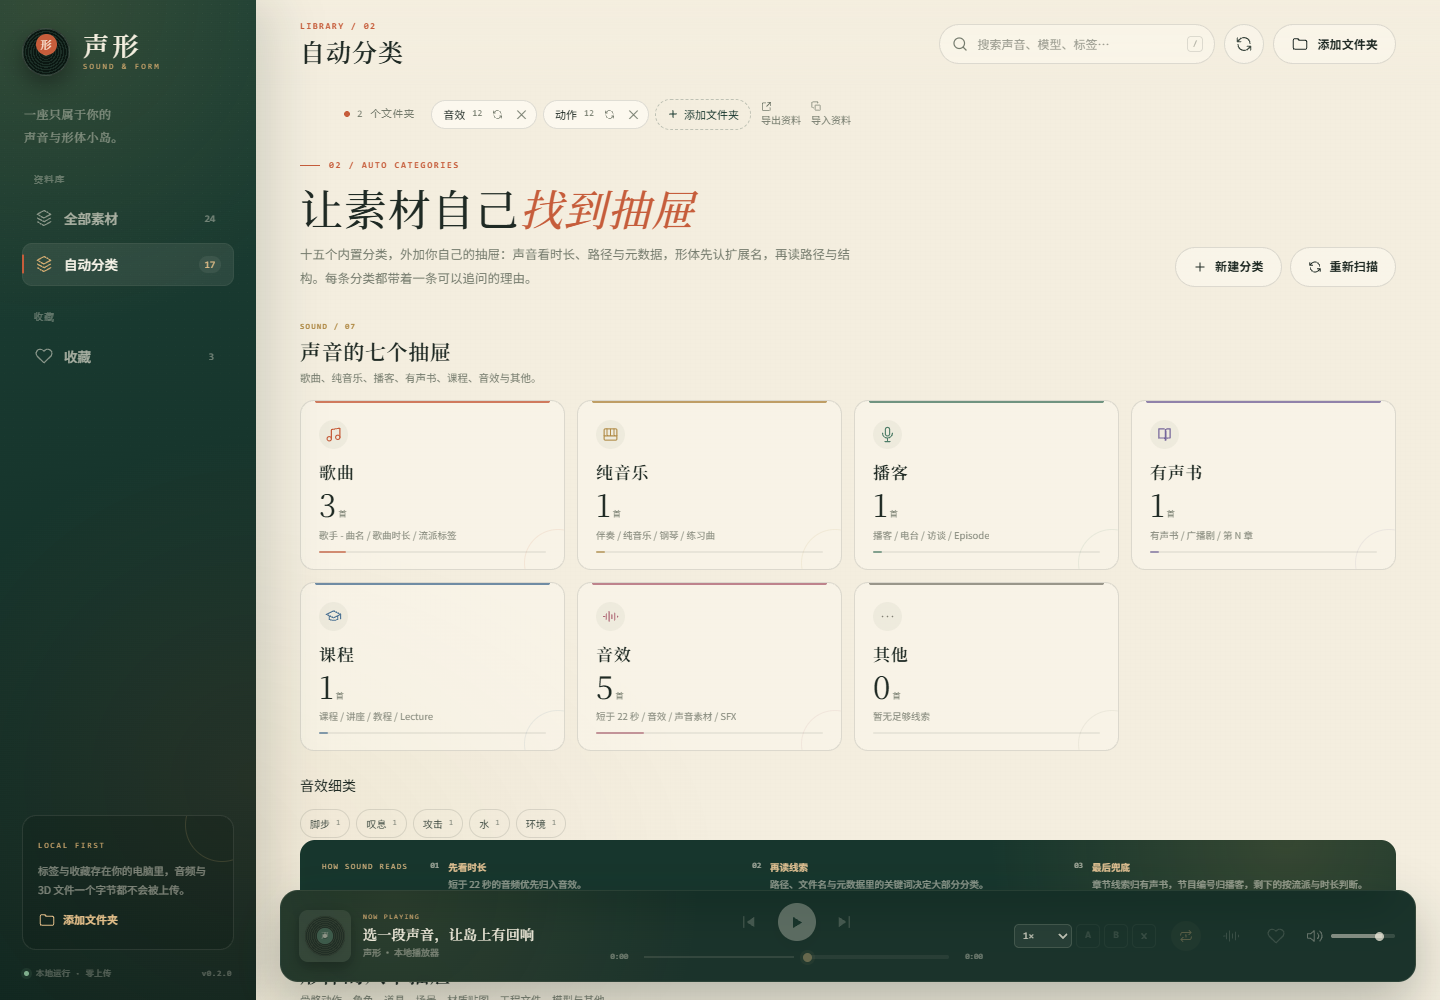 形
声形
SOUND & FORM
一座只属于你的
声音与形体小岛。
资料库
全部素材 24
自动分类 17
收藏
收藏 3
LOCAL FIRST
标签与收藏存在你的电脑里，音频与
3D 文件一个字节都不会被上传。
添加文件夹
本地运行 · 零上传 v0.2.0
LIBRARY / 02
自动分类
搜索声音、模型、标签… /
添加文件夹
2 个文件夹
音效 12
动作 12
添加文件夹
导出资料
导入资料
02 / AUTO CATEGORIES
让素材自己找到抽屉
十五个内置分类，外加你自己的抽屉：声音看时长、路径与元数据，形体先认扩展名，再读路径与结
构。每条分类都带着一条可以追问的理由。
新建分类
重新扫描
SOUND / 07
声音的七个抽屉
歌曲、纯音乐、播客、有声书、课程、音效与其他。
歌曲
3首
歌手 - 曲名 / 歌曲时长 / 流派标签
纯音乐
1首
伴奏 / 纯音乐 / 钢琴 / 练习曲
播客
1首
播客 / 电台 / 访谈 / Episode
有声书
1首
有声书 / 广播剧 / 第 N 章
课程
1首
课程 / 讲座 / 教程 / Lecture
音效
5首
短于 22 秒 / 音效 / 声音素材 / SFX
其他
0首
暂无足够线索
音效细类
脚步 1
叹息 1
攻击 1
水 1
环境 1
HOW SOUND READS
01 先看时长
短于 22 秒的音频优先归入音效。
02 再读线索
路径、文件名与元数据里的关键词决定大部分分类。
03 最后兜底
章节线索归有声书，节目编号归播客，剩下的按流派与时长判断。
NOW PLAYING
选一段声音，让岛上有回响
声形 · 本地播放器
0:00
0:00
1×
A
B
X